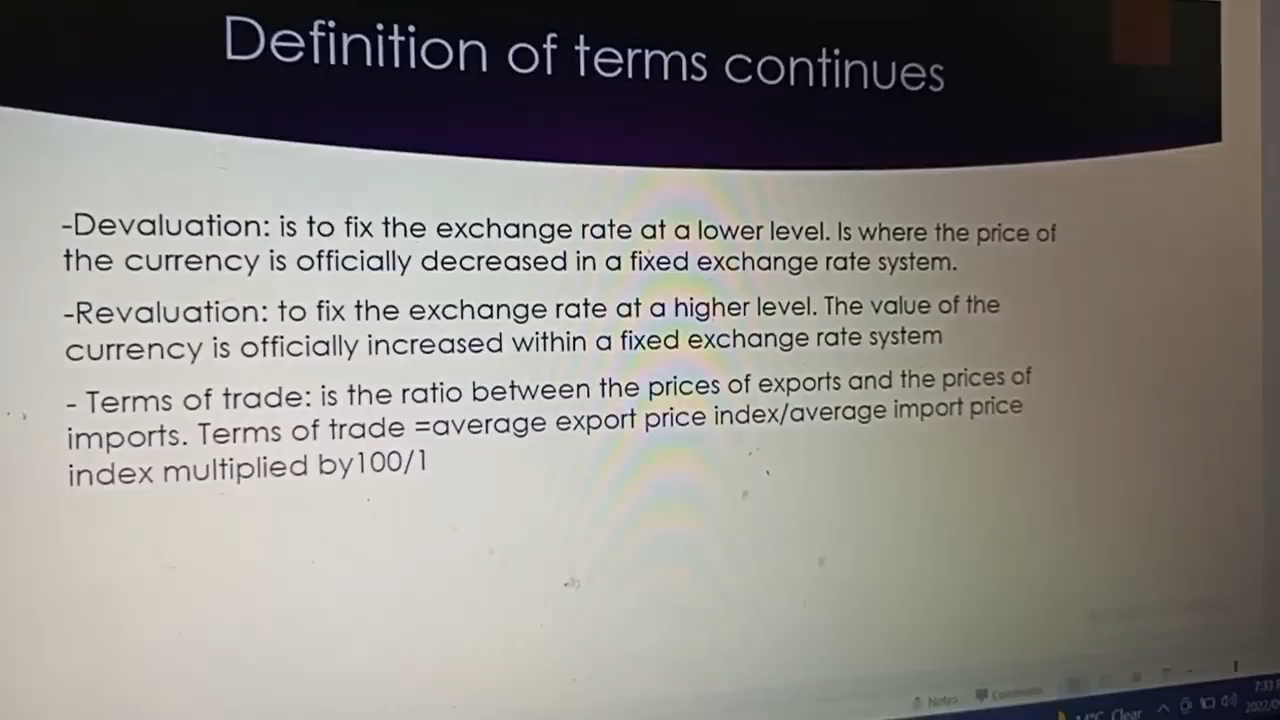 Definition of terms continues
-Devaluation: is to fix the exchange rate at a lower level. Is where the price of
the currency is officially decreased in a fixed exchange rate system.
-Revaluation: to fix the exchange rate at a higher level. The value of the
currency is officially increased within a fixed exchange rate system
- Terms of trade: is the ratio between the prices of exports and the prices of
imports. Terms of trade =average export price index/average import price
index multiplied by100/1
Notes
Clear
7:33